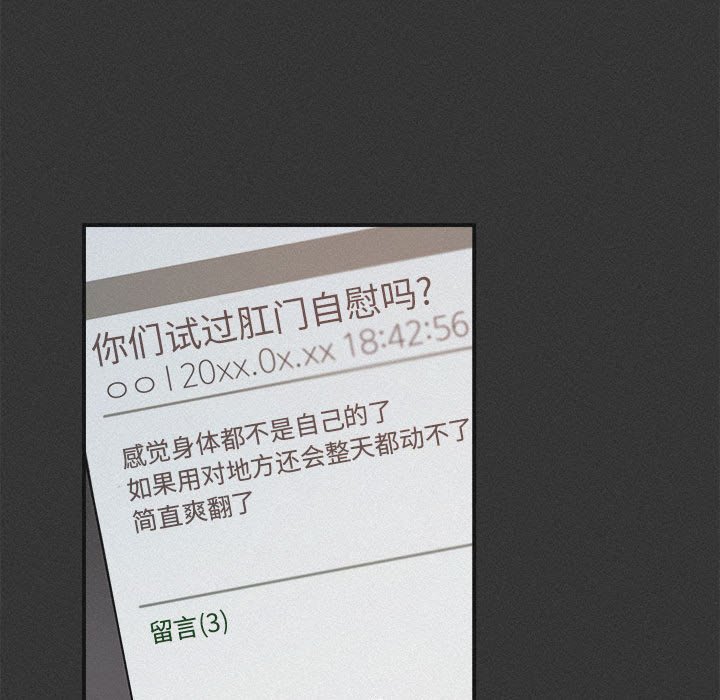 你们试过肛门自慰吗?
ㅇㅇ | 20xx.0x.xx 18:42:56
感觉身体都不是自己的了
如果用对地方还会整天都动不了
简直爽翻了
留言(3)